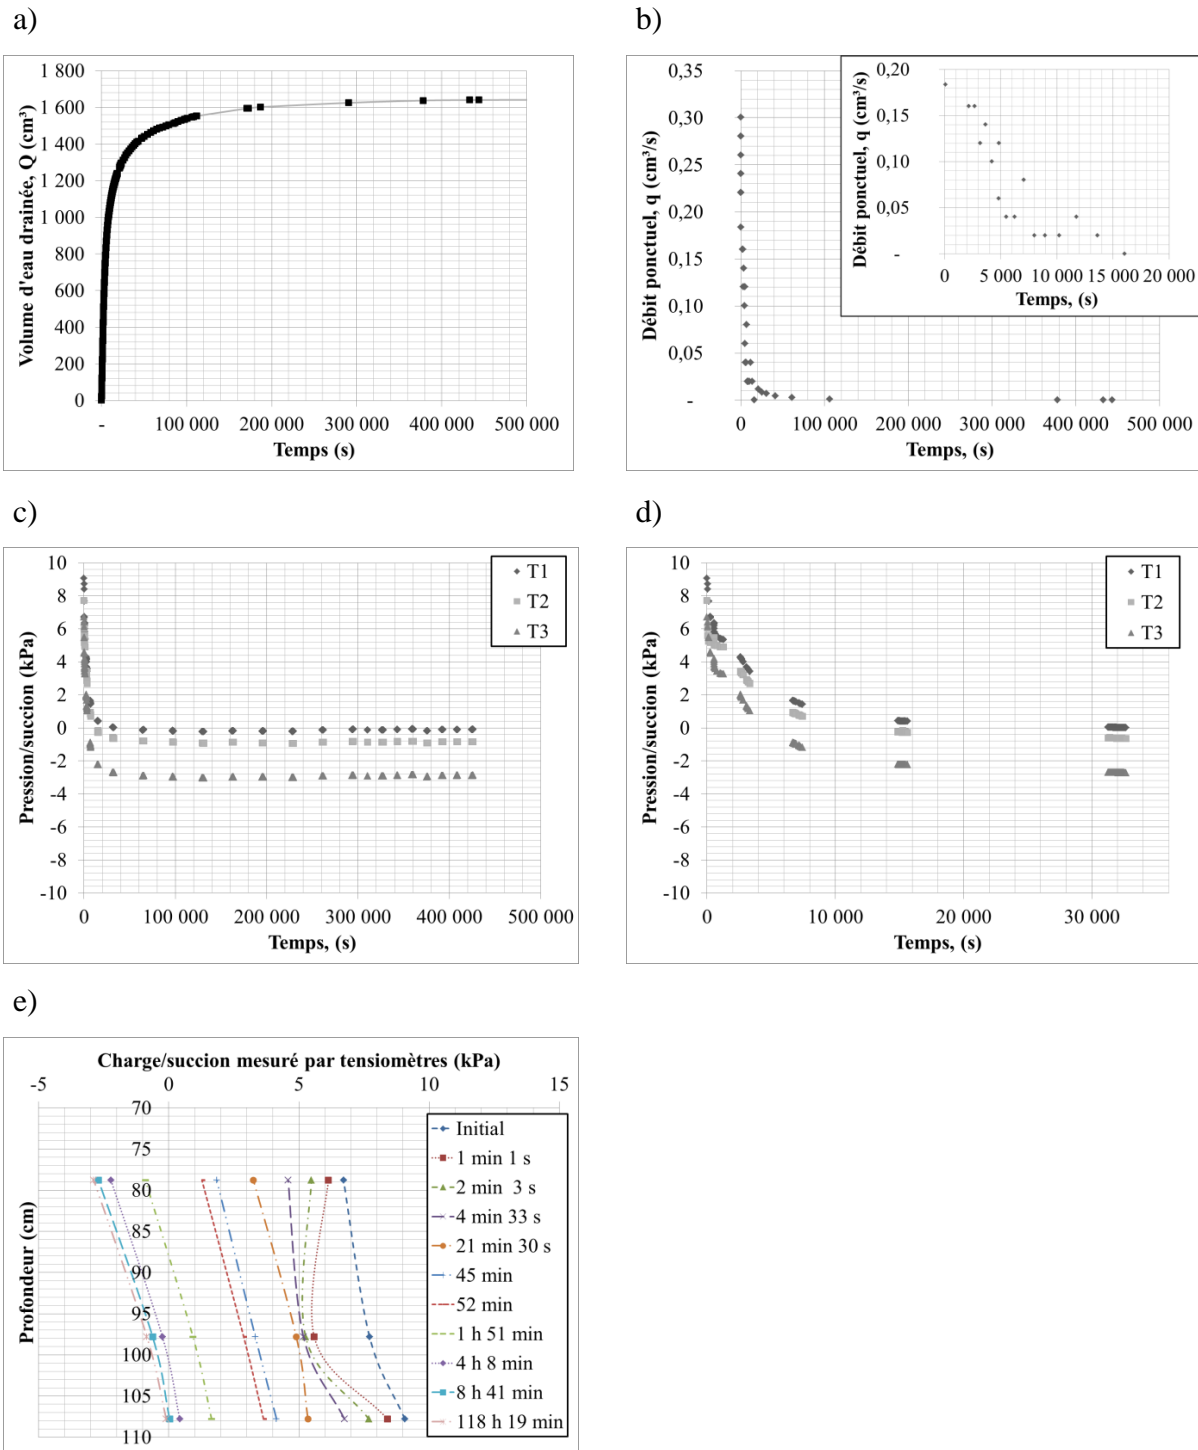 a)
Volume d'eau drainée, Q (cm³)
1 800
1 600
1 400
1 200
1 000
800
600
400
200
0
- 100 000 200 000 300 000 400 000 500 000
Temps (s)
b)
Débit ponctuel, q (cm³/s)
0,35
0,30
0,25
0,20
0,15
0,10
0,05
-
0 100 000 200 000 300 000 400 000 500 000
Temps, (s)
Débit ponctuel, q (cm³/s)
0,20
0,15
0,10
0,05
-
0 5 000 10 000 15 000 20 000
Temps, (s)
c)
Pression/succion (kPa)
10
8
6
4
2
0
-2
-4
-6
-8
-10
0 100 000 200 000 300 000 400 000 500 000
Temps, (s)
T1
T2
T3
d)
Pression/succion (kPa)
10
8
6
4
2
0
-2
-4
-6
-8
-10
0 10 000 20 000 30 000
Temps, (s)
T1
T2
T3
e)
Charge/succion mesuré par tensiomètres (kPa)
-5 0 5 10 15
Profondeur (cm)
70
75
80
85
90
95
100
105
110
Initial
1 min 1 s
2 min 3 s
4 min 33 s
21 min 30 s
45 min
52 min
1 h 51 min
4 h 8 min
8 h 41 min
118 h 19 min